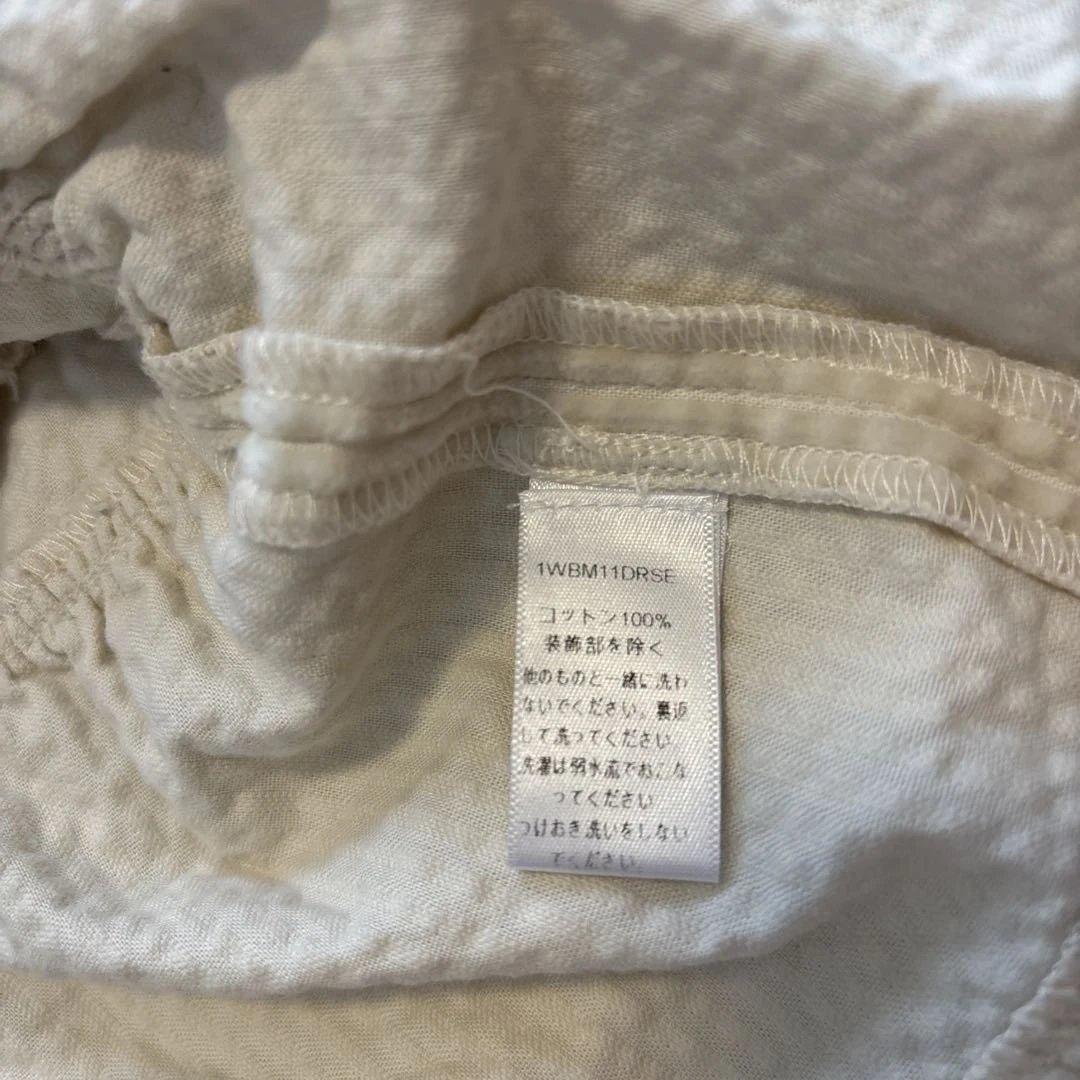 1WBM11DRSE
コットン100%
装飾部を除く
他のものと一緒に洗わ
ないでください。裏返
して洗ってください
洗濯は弱水流でおこな
ってください
つけおき洗いをしない
でください。